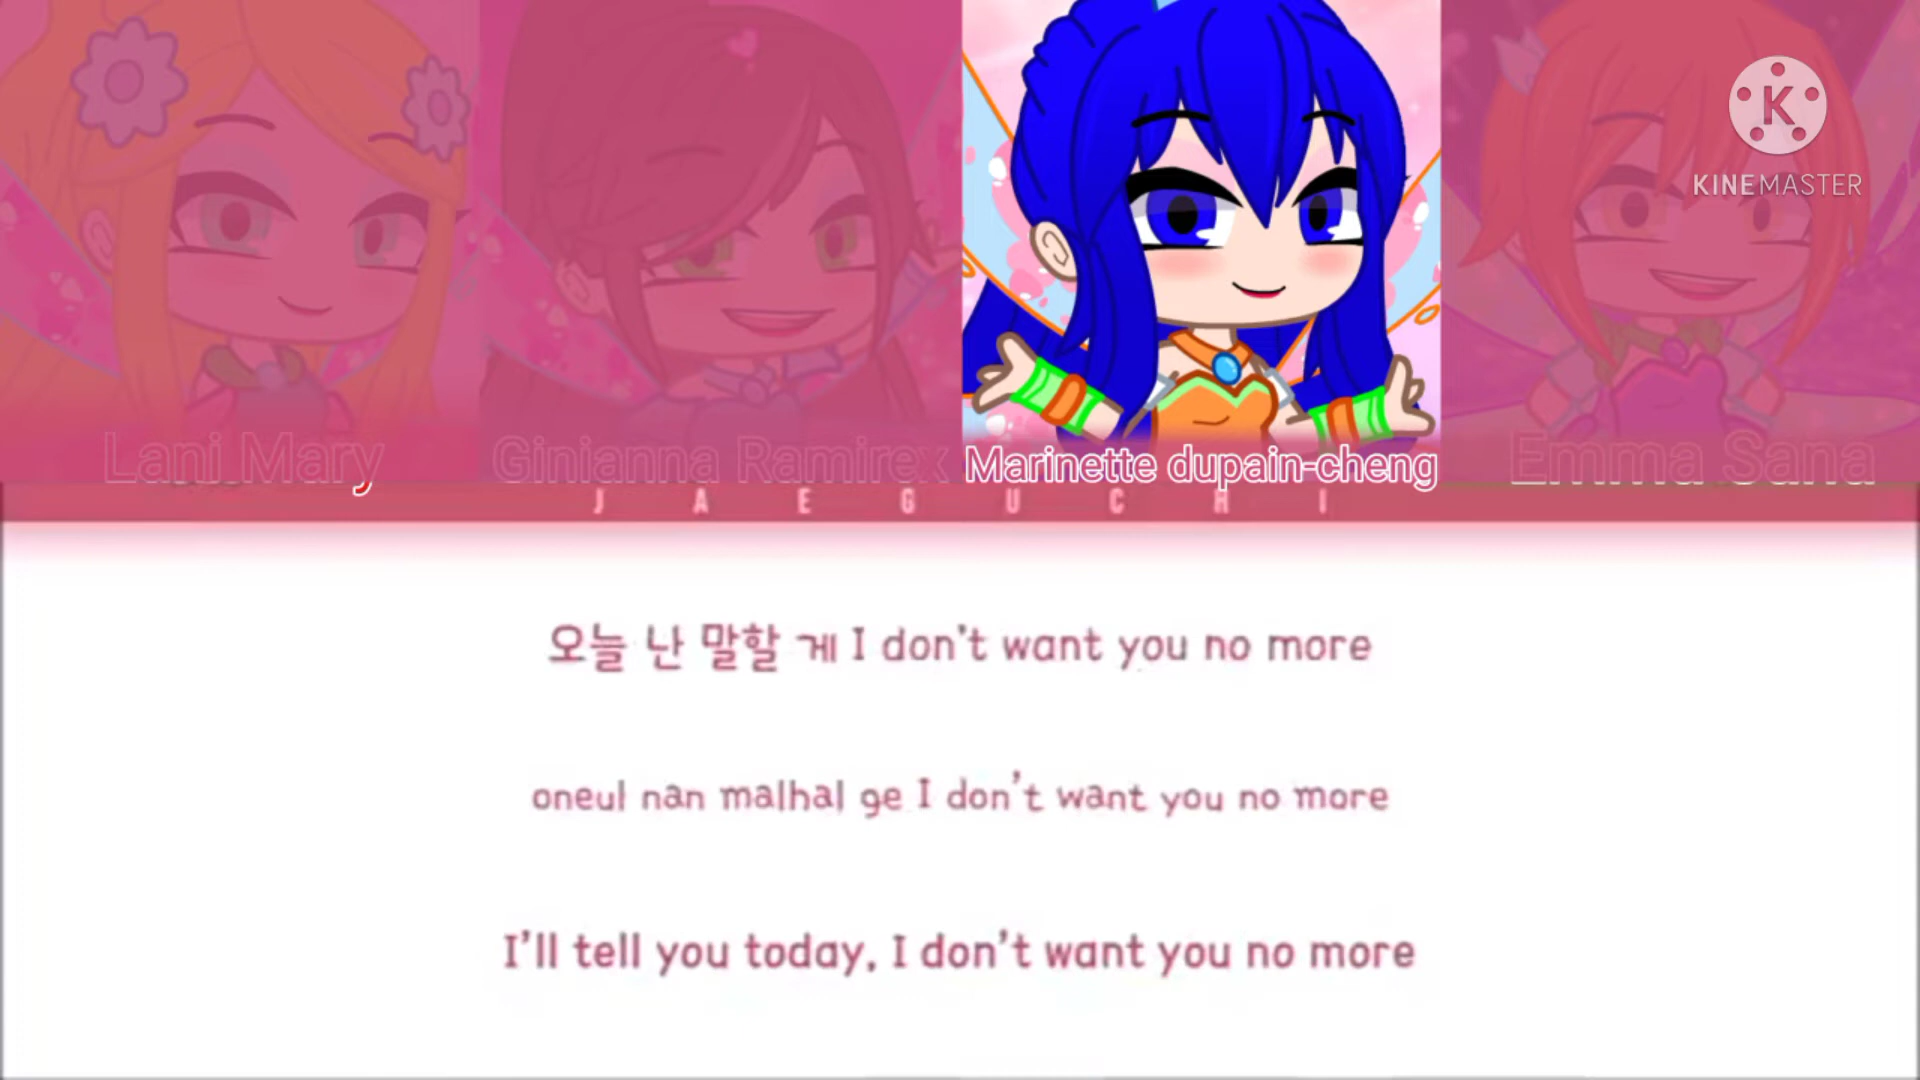 KINEMASTER
Lani Mary
Ginianna Ramirex
Marinette dupain-cheng
Emma Sana
JAEGUCHI
오늘 난 말할 게 I don't want you no more
oneul nan malhal ge I don't want you no more
I'll tell you today, I don't want you no more